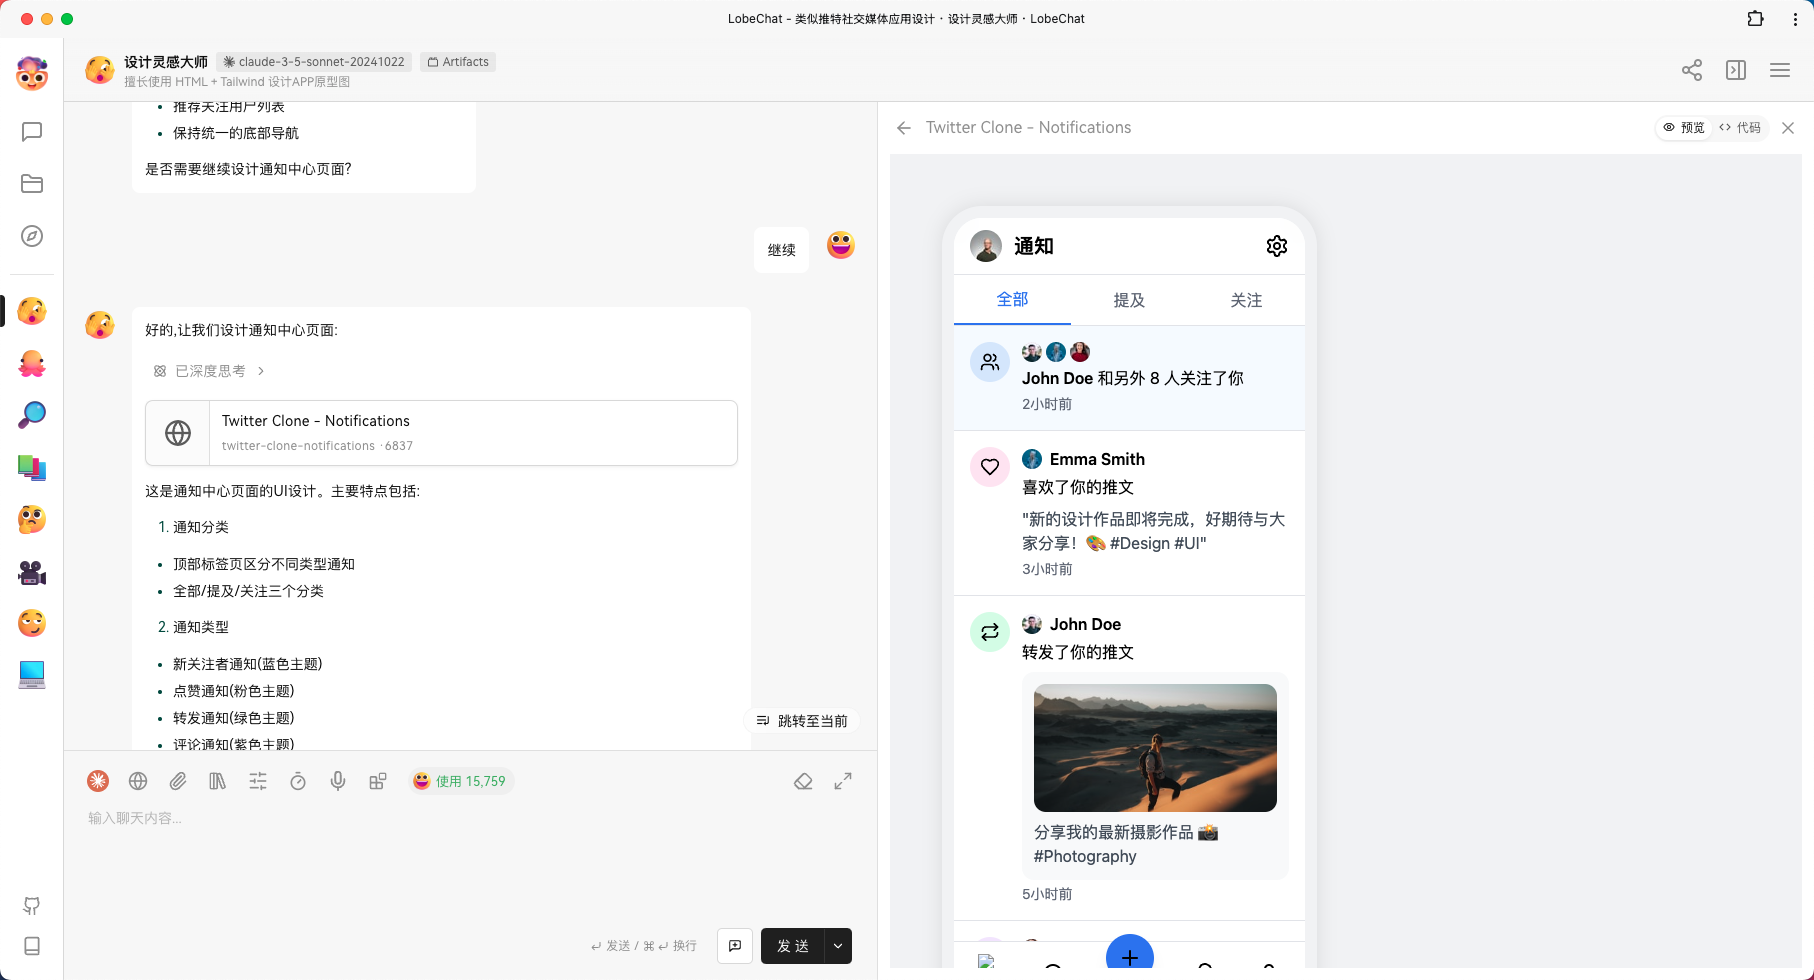 LobeChat - 类似推特社交媒体应用设计 · 设计灵感大师 · LobeChat
设计灵感大师
claude-3-5-sonnet-20241022
Artifacts
擅长使用 HTML + Tailwind 设计APP原型图
推荐关注用户列表
保持统一的底部导航
是否需要继续设计通知中心页面?
继续
好的,让我们设计通知中心页面:
已深度思考
Twitter Clone - Notifications
twitter-clone-notifications · 6837
这是通知中心页面的UI设计。主要特点包括:
1. 通知分类
顶部标签页区分不同类型通知
全部/提及/关注三个分类
2. 通知类型
新关注者通知(蓝色主题)
点赞通知(粉色主题)
转发通知(绿色主题)
评论通知(紫色主题)
跳转至当前
使用 15,759
输入聊天内容...
↵ 发送 / ⌘ ↵ 换行
发 送
Twitter Clone - Notifications
预览
代码
通知
全部
提及
关注
John Doe 和另外 8 人关注了你
2小时前
Emma Smith
喜欢了你的推文
"新的设计作品即将完成，好期待与大
家分享！🎨 #Design #UI"
3小时前
John Doe
转发了你的推文
分享我的最新摄影作品 📸
#Photography
5小时前